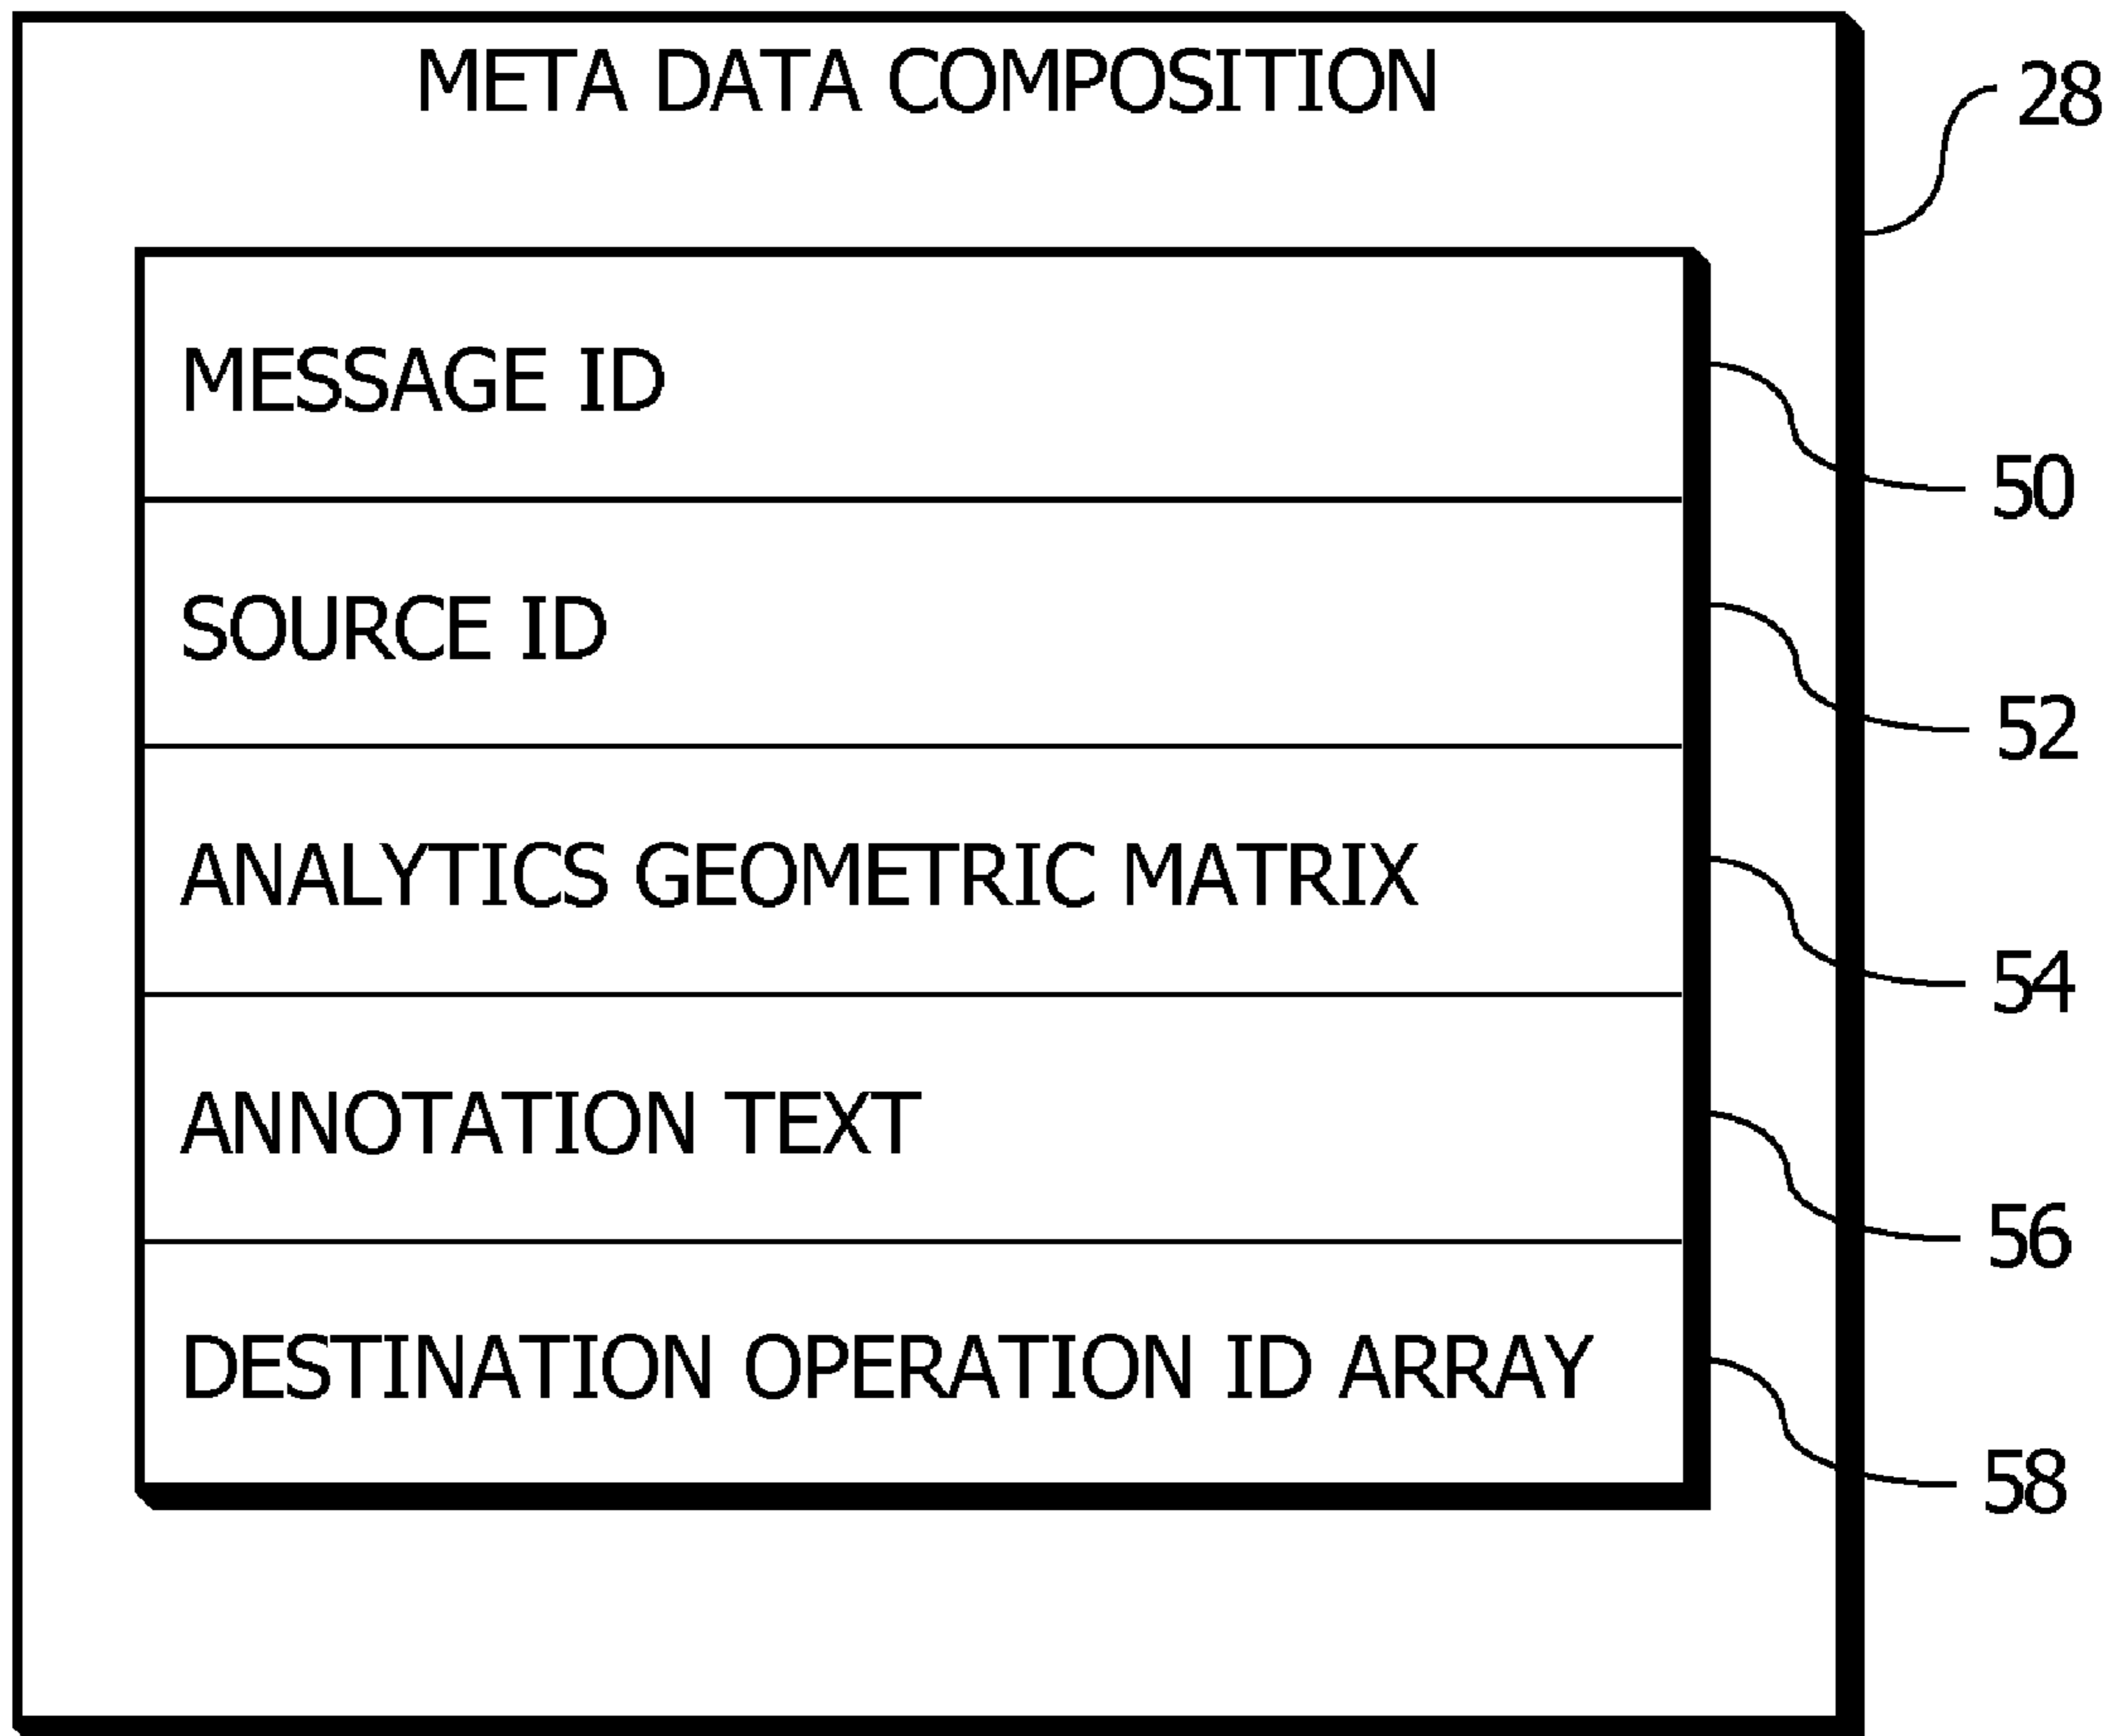 META DATA COMPOSITION
28
MESSAGE ID
50
SOURCE ID
52
ANALYTICS GEOMETRIC MATRIX
54
ANNOTATION TEXT
56
DESTINATION OPERATION ID ARRAY
58